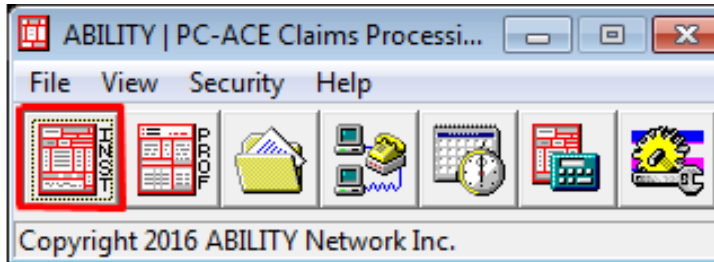 ABILITY | PC-ACE Claims Processi...
File View Security Help
INST PROF
Copyright 2016 ABILITY Network Inc.